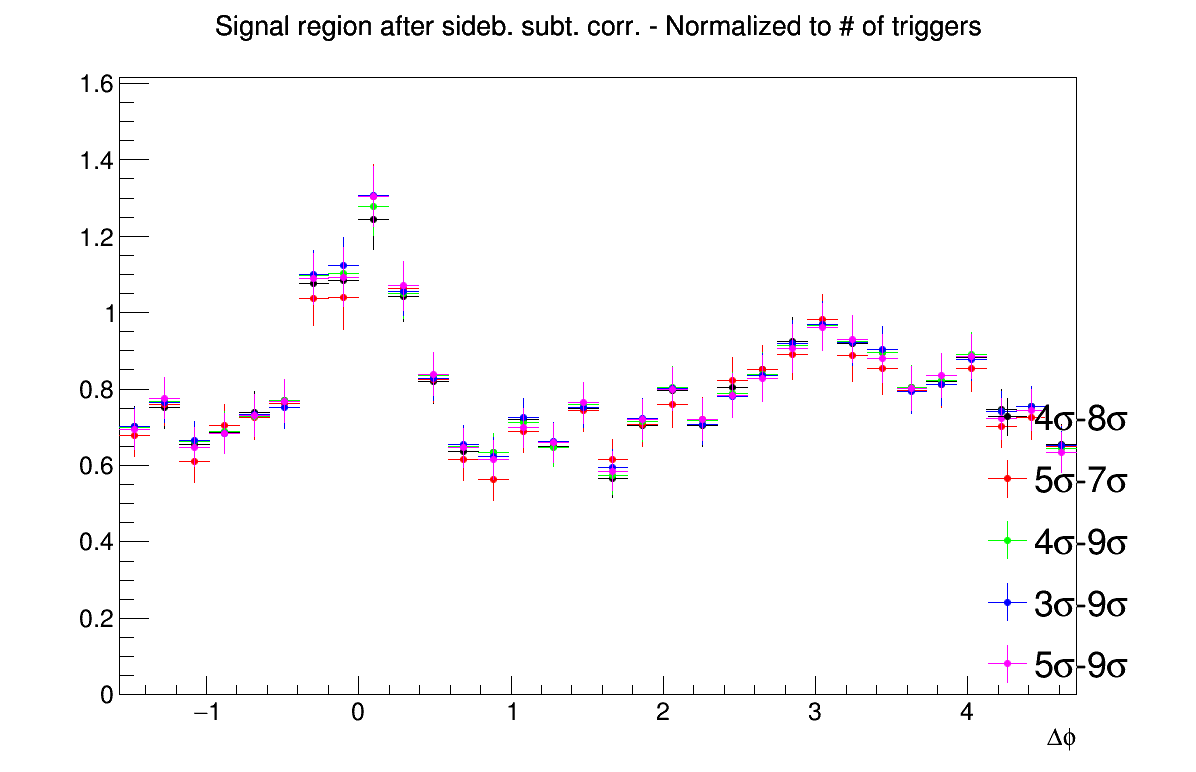 Signal region after sideb. subt. corr. - Normalized to # of triggers
1.6
1.4
1.2
1
0.8
0.6
0.4
0.2
0
−1
0
1
2
3
4
Δϕ
4σ-8σ
5σ-7σ
4σ-9σ
3σ-9σ
5σ-9σ